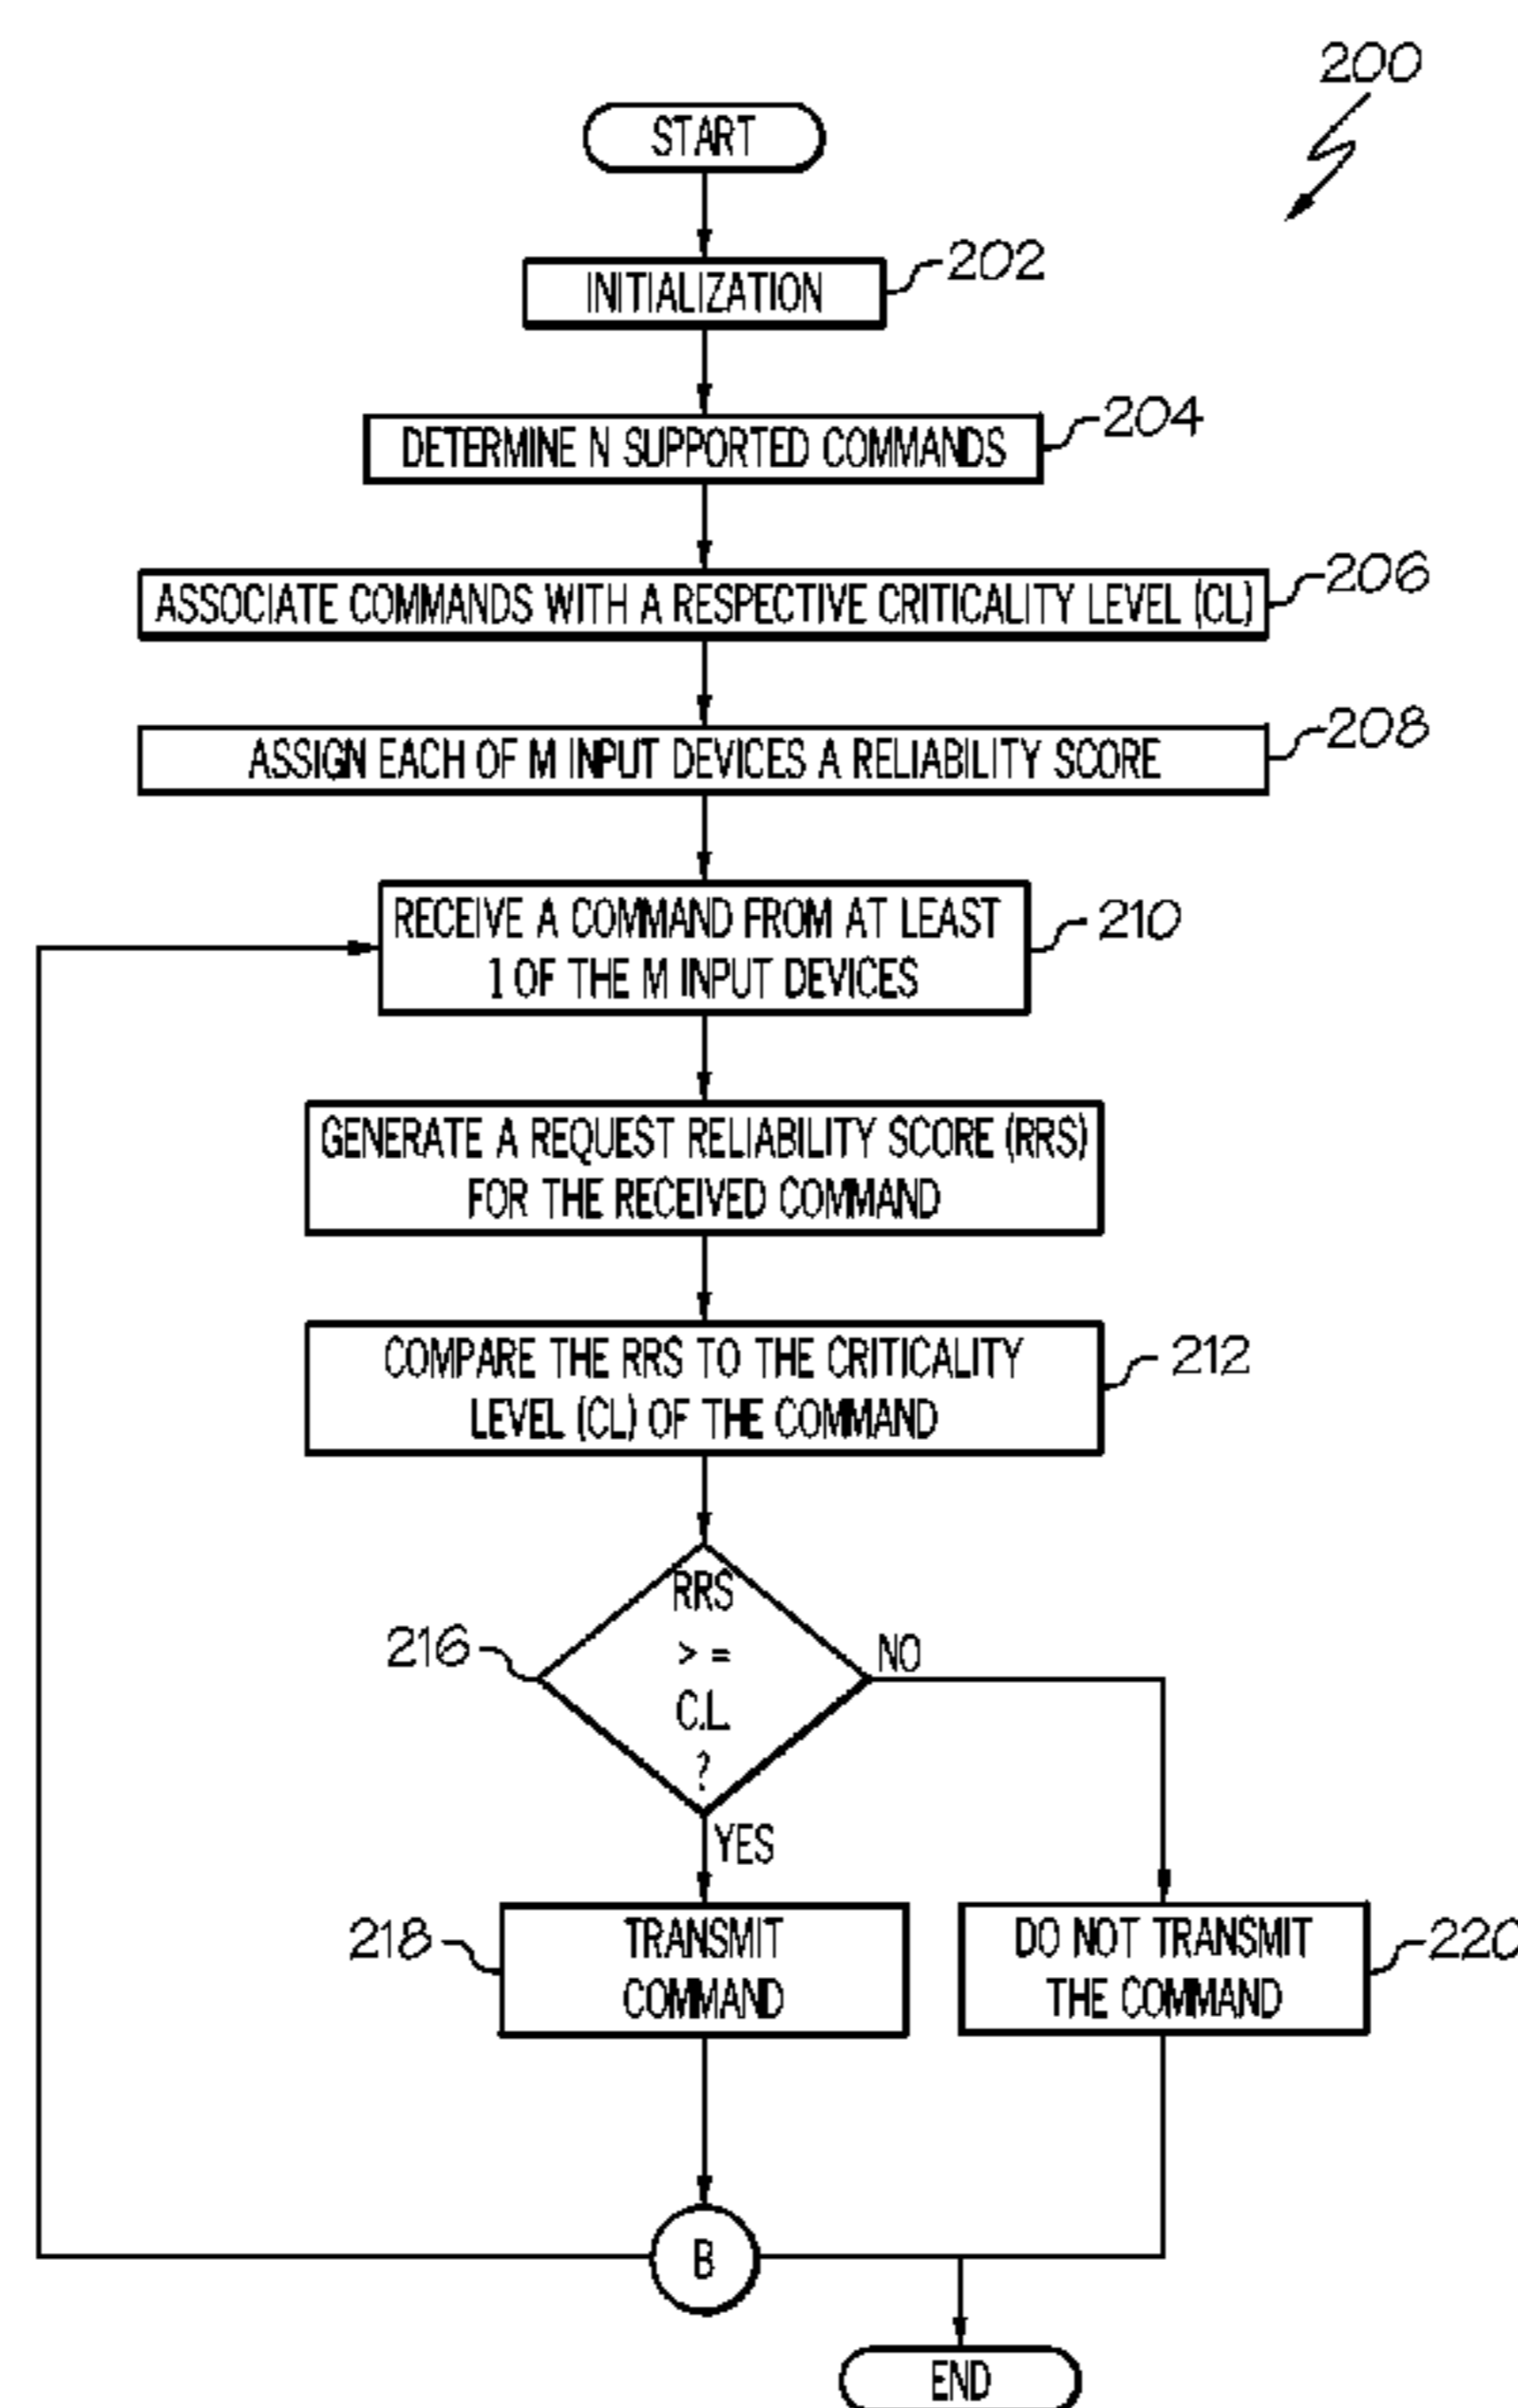 200
START
INITIALIZATION
202
DETERMINE N SUPPORTED COMMANDS
204
ASSOCIATE COMMANDS WITH A RESPECTIVE CRITICALITY LEVEL (CL)
206
ASSIGN EACH OF M INPUT DEVICES A RELIABILITY SCORE
208
RECEIVE A COMMAND FROM AT LEAST
1 OF THE M INPUT DEVICES
210
GENERATE A REQUEST RELIABILITY SCORE (RRS)
FOR THE RECEIVED COMMAND
COMPARE THE RRS TO THE CRITICALITY
LEVEL (CL) OF THE COMMAND
212
RRS
> =
C.L.
?
216
NO
YES
218
TRANSMIT
COMMAND
DO NOT TRANSMIT
THE COMMAND
220
B
END